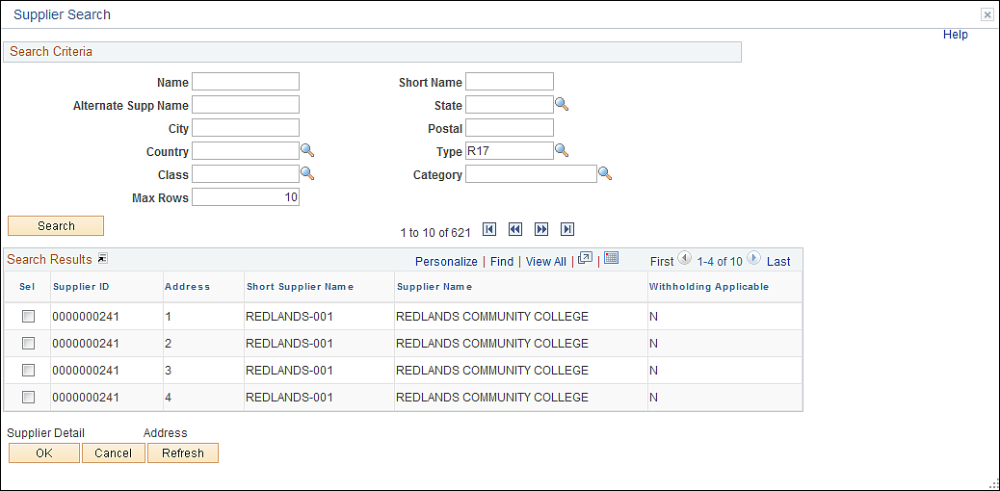 Supplier Search
Help
Search Criteria
Name Short Name
Alternate Supp Name State
City Postal
Country Type R17
Class Category
Max Rows 10
Search 1 to 10 of 621
Search Results Personalize | Find | View All | | First 1-4 of 10 Last
Sel Supplier ID Address Short Supplier Name Supplier Name Withholding Applicable
0000000241 1 REDLANDS-001 REDLANDS COMMUNITY COLLEGE N
0000000241 2 REDLANDS-001 REDLANDS COMMUNITY COLLEGE N
0000000241 3 REDLANDS-001 REDLANDS COMMUNITY COLLEGE N
0000000241 4 REDLANDS-001 REDLANDS COMMUNITY COLLEGE N
Supplier Detail Address
OK Cancel Refresh